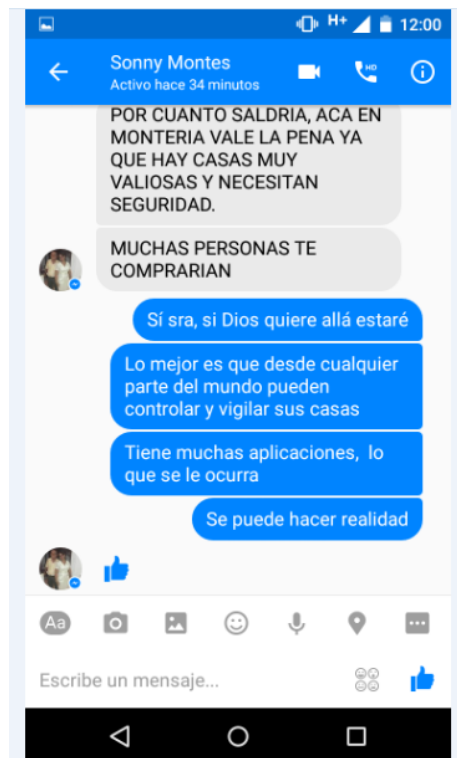 H+ 12:00
Sonny Montes
Activo hace 34 minutos
HD
POR CUANTO SALDRIA, ACA EN
MONTERIA VALE LA PENA YA
QUE HAY CASAS MUY
VALIOSAS Y NECESITAN
SEGURIDAD.
MUCHAS PERSONAS TE
COMPRARIAN
Sí sra, si Dios quiere allá estaré
Lo mejor es que desde cualquier
parte del mundo pueden
controlar y vigilar sus casas
Tiene muchas aplicaciones, lo
que se le ocurra
Se puede hacer realidad
Aa
Escribe un mensaje...